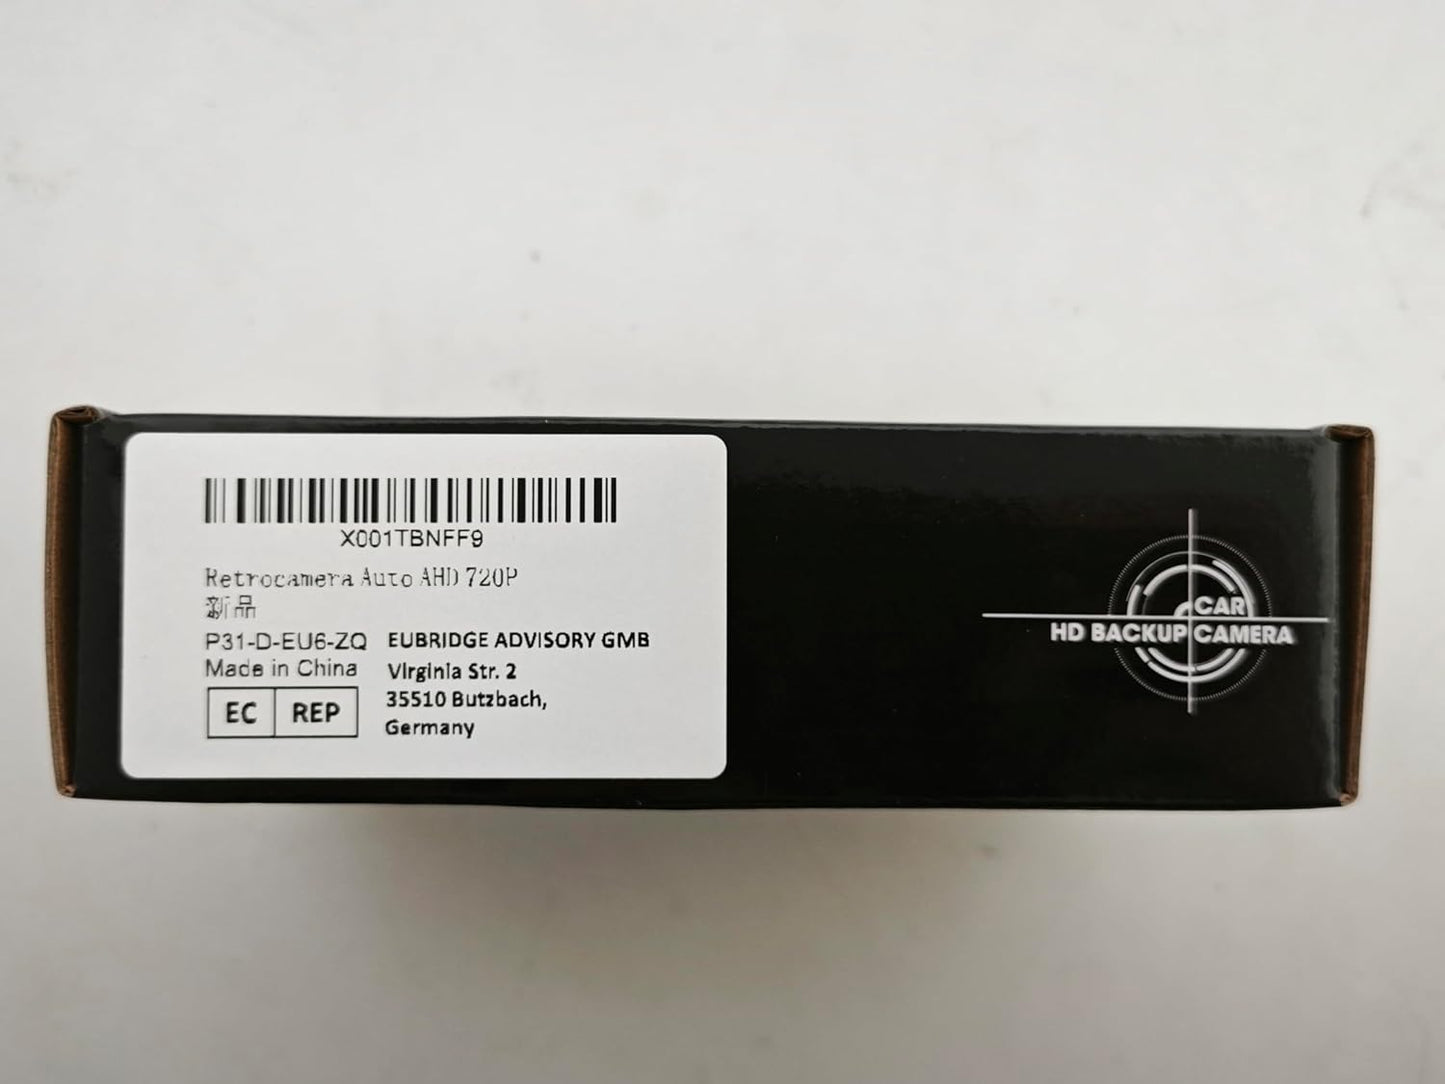 X001TBNFF9
Retrocamera Auto AHD 720P
新品
P31-D-EU6-ZQ
Made in China
EC REP
EUBRIDGE ADVISORY GMB
Virginia Str. 2
35510 Butzbach,
Germany
CAR
HD BACKUP CAMERA